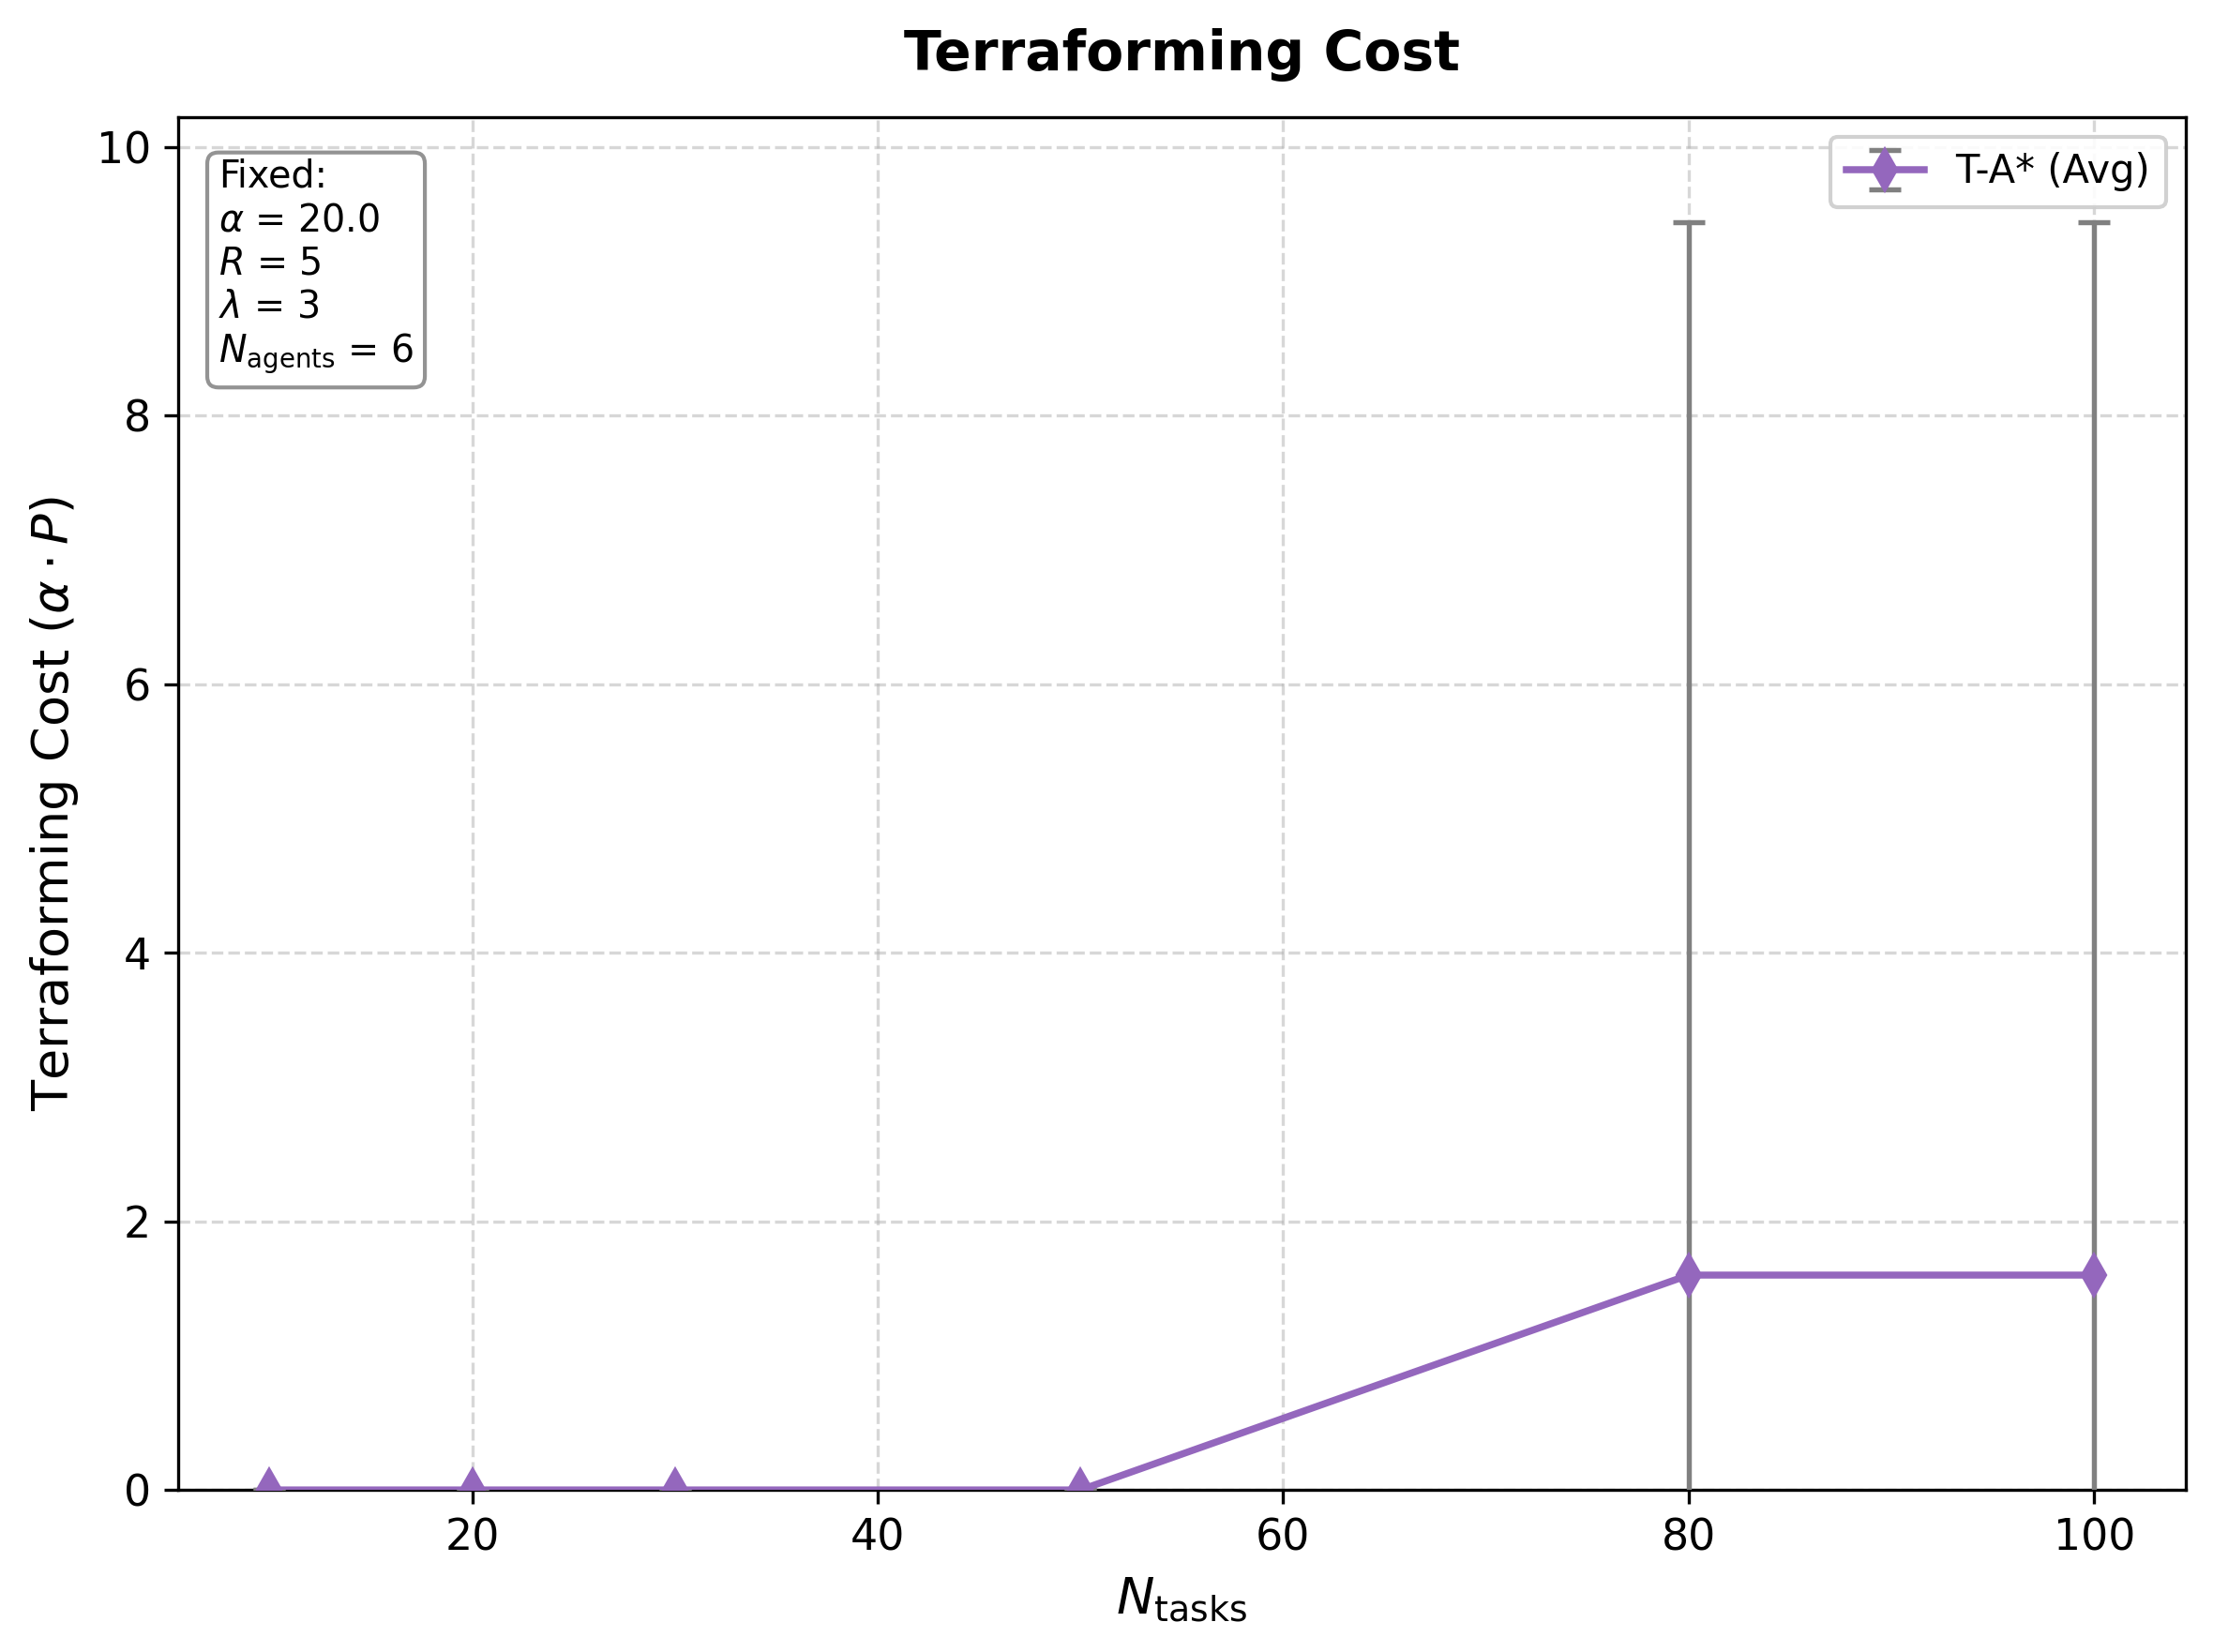 Terraforming Cost
Fixed:
α = 20.0
R = 5
λ = 3
N_agents = 6
T-A* (Avg)
Terraforming Cost (α · P)
10
8
6
4
2
0
20 40 60 80 100
N_tasks